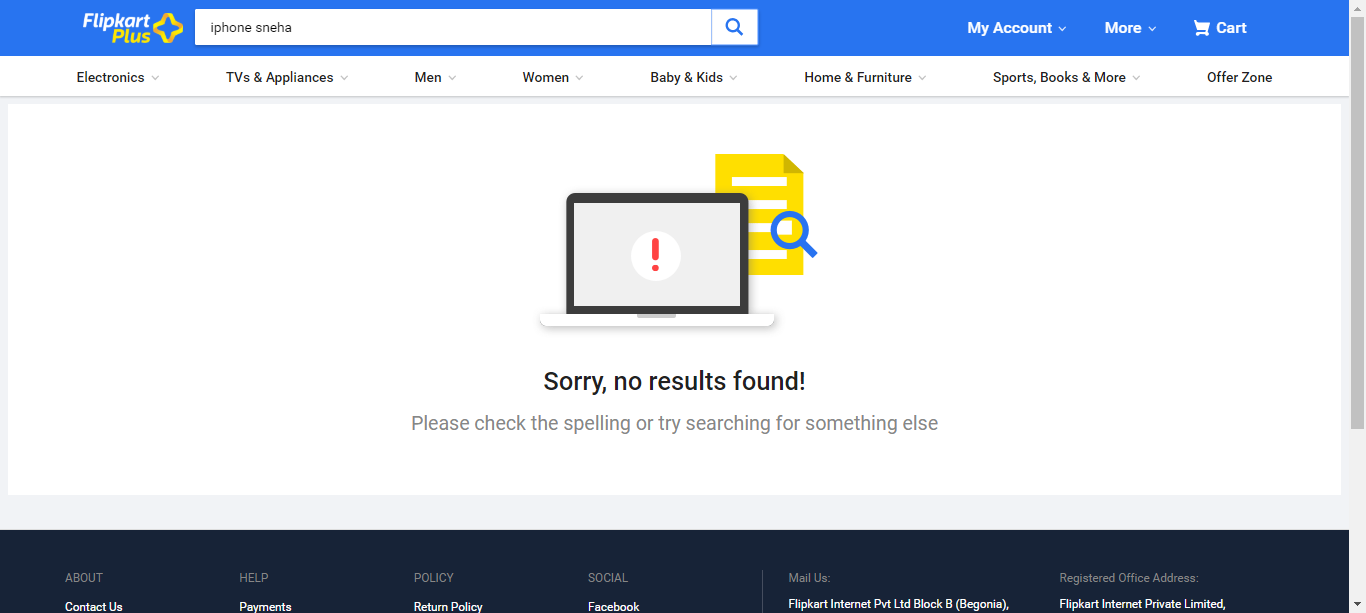 Flipkart
Plus
iphone sneha
My Account
More
Cart
Electronics
TVs & Appliances
Men
Women
Baby & Kids
Home & Furniture
Sports, Books & More
Offer Zone
Sorry, no results found!
Please check the spelling or try searching for something else
ABOUT
HELP
POLICY
SOCIAL
Mail Us:
Registered Office Address:
Contact Us
Payments
Return Policy
Facebook
Flipkart Internet Pvt Ltd Block B (Begonia),
Flipkart Internet Private Limited,